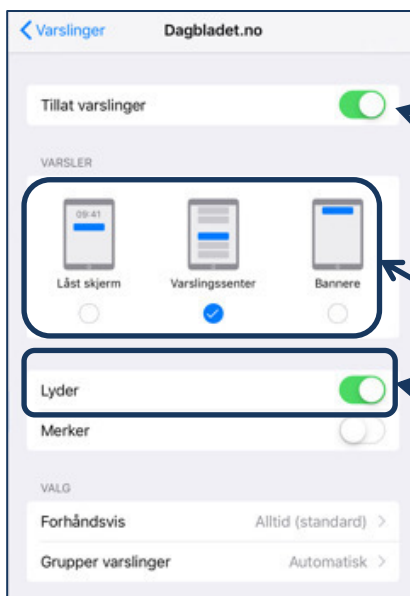 Varslinger Dagbladet.no
Tillat varslinger
VARSLER
09:41
Låst skjerm Varslingssenter Bannere
Lyder
Merker
VALG
Forhåndsvis Alltid (standard)
Grupper varslinger Automatisk